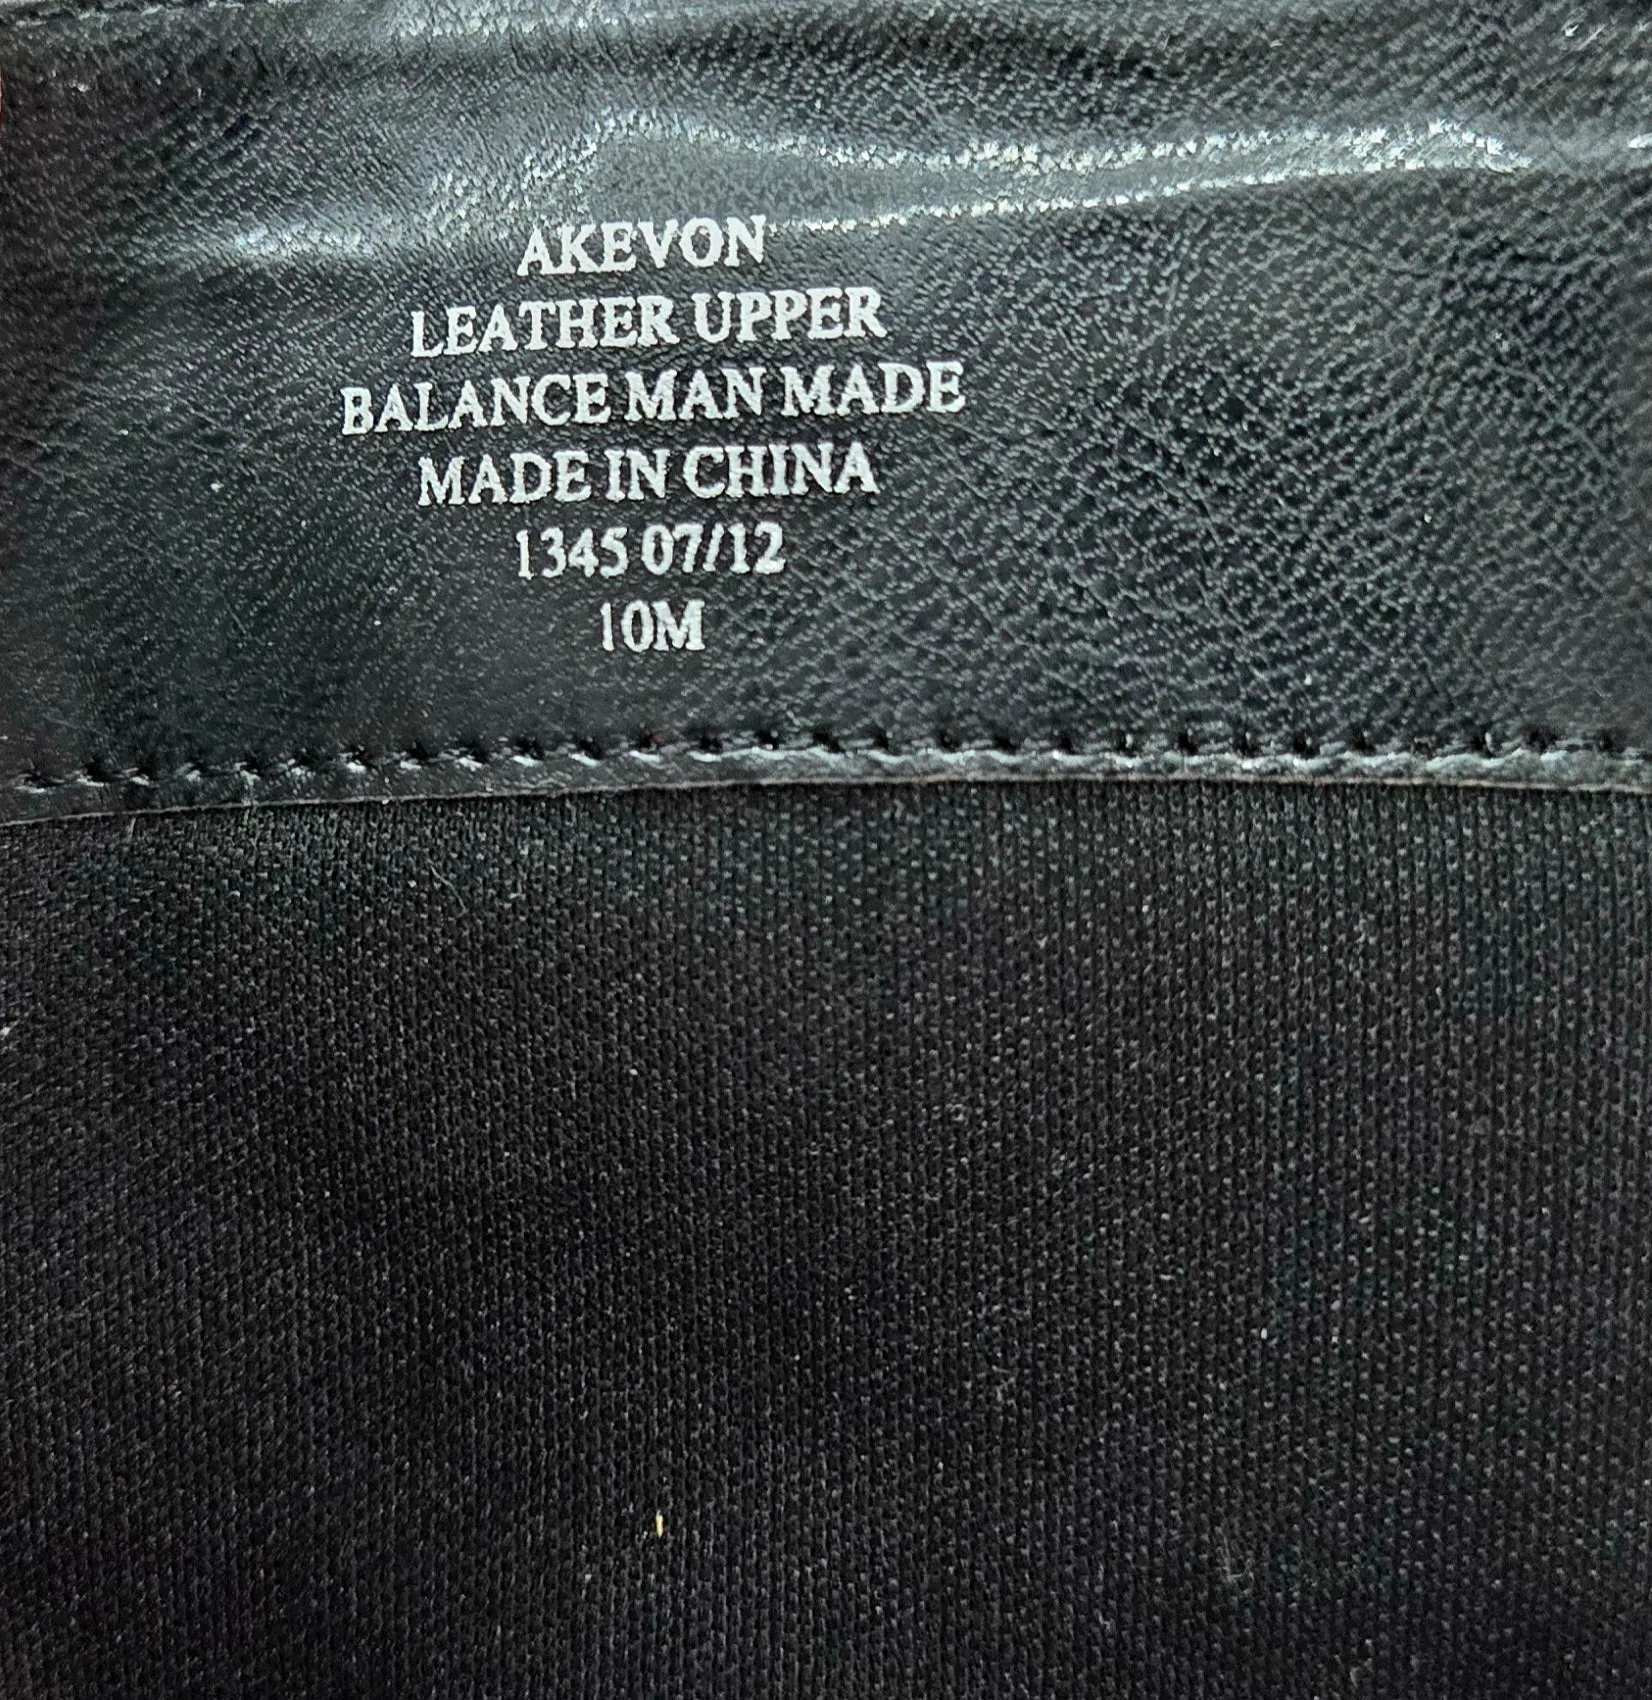 AKEVON
LEATHER UPPER
BALANCE MAN MADE
MADE IN CHINA
1345 07/12
10M